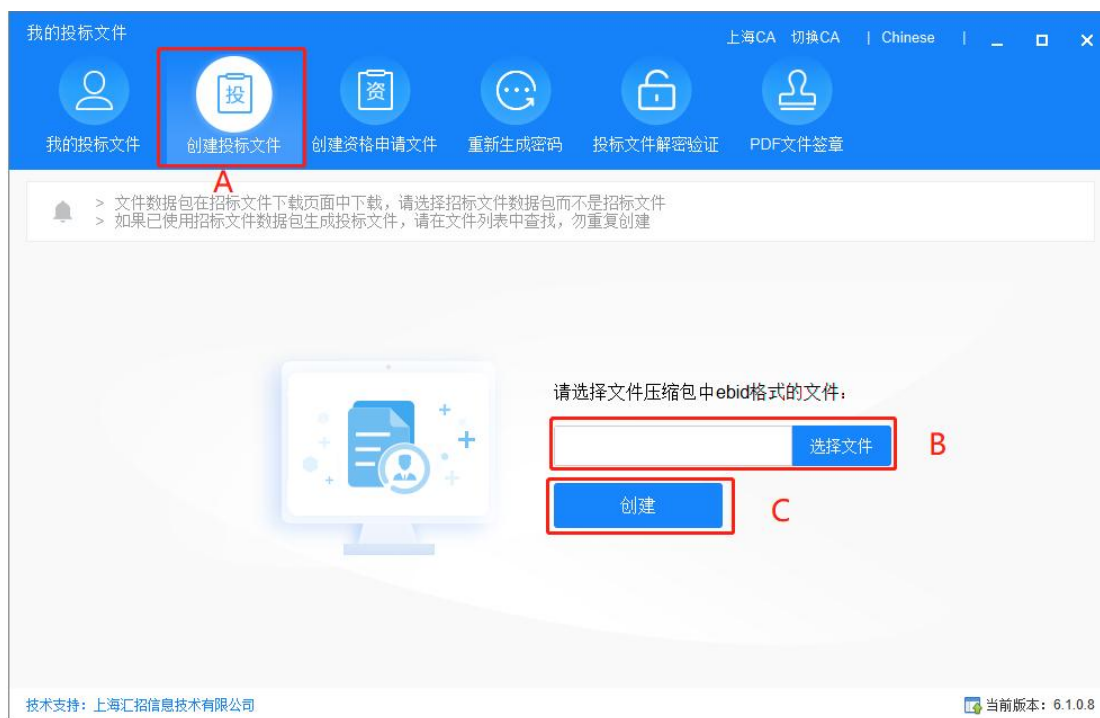 我的投标文件
上海CA 切换CA | Chinese |
投
资
我的投标文件 创建投标文件 创建资格申请文件 重新生成密码 投标文件解密验证 PDF文件签章
A
> 文件数据包在招标文件下载页面中下载，请选择招标文件数据包而不是招标文件
> 如果已使用招标文件数据包生成投标文件，请在文件列表中查找，勿重复创建
请选择文件压缩包中ebid格式的文件：
选择文件
B
创建
C
技术支持：上海汇招信息技术有限公司
当前版本：6.1.0.8